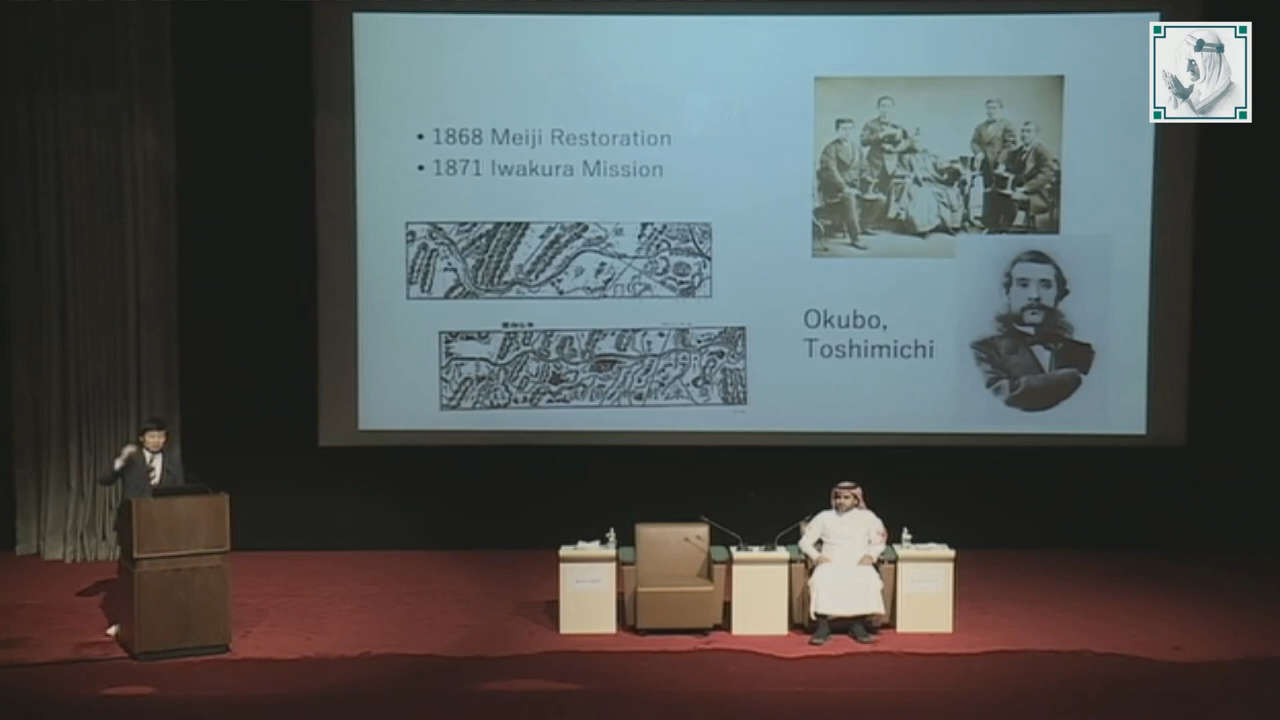 • 1868 Meiji Restoration
• 1871 Iwakura Mission
Okubo,
Toshimichi